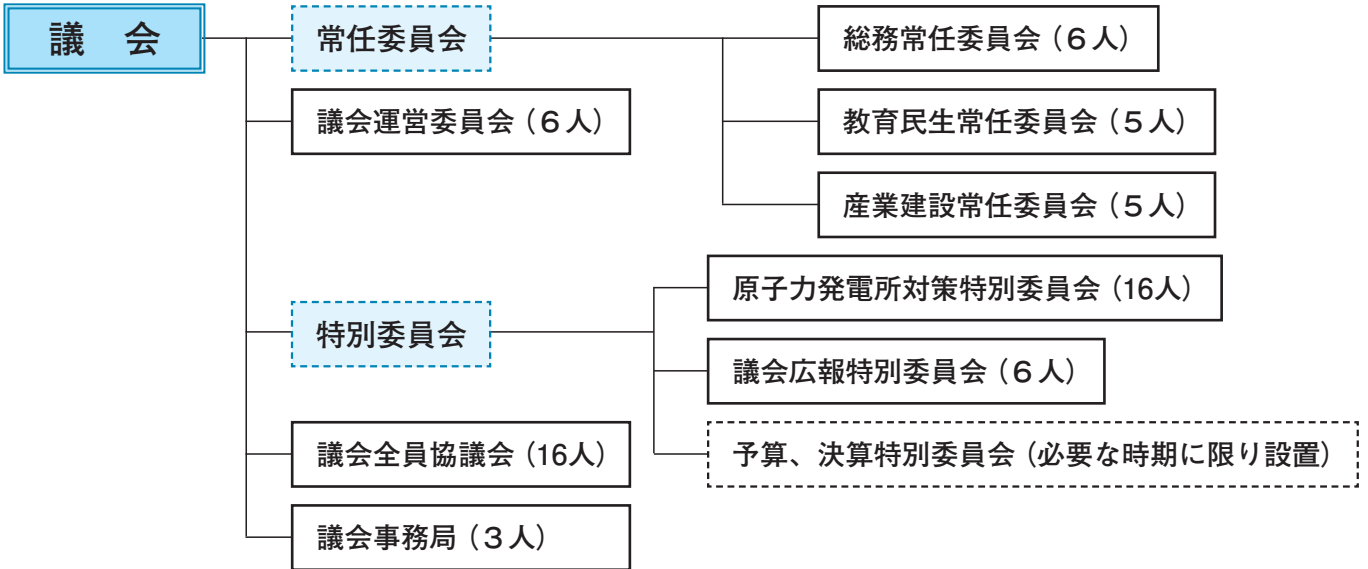 議 会
常任委員会
総務常任委員会（６人）
議会運営委員会（６人）
教育民生常任委員会（５人）
産業建設常任委員会（５人）
原子力発電所対策特別委員会（16人）
特別委員会
議会広報特別委員会（６人）
議会全員協議会（16人）
予算、決算特別委員会（必要な時期に限り設置）
議会事務局（３人）